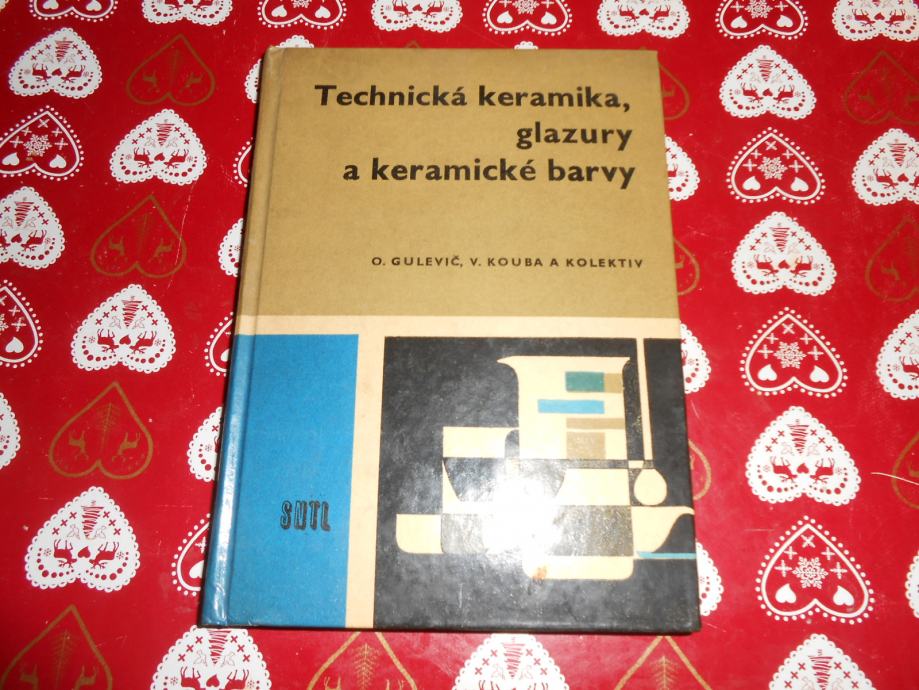 Technická keramika,
glazury
a keramické barvy
O. GULEVIČ, V. KOUBA A KOLEKTIV
SNTL